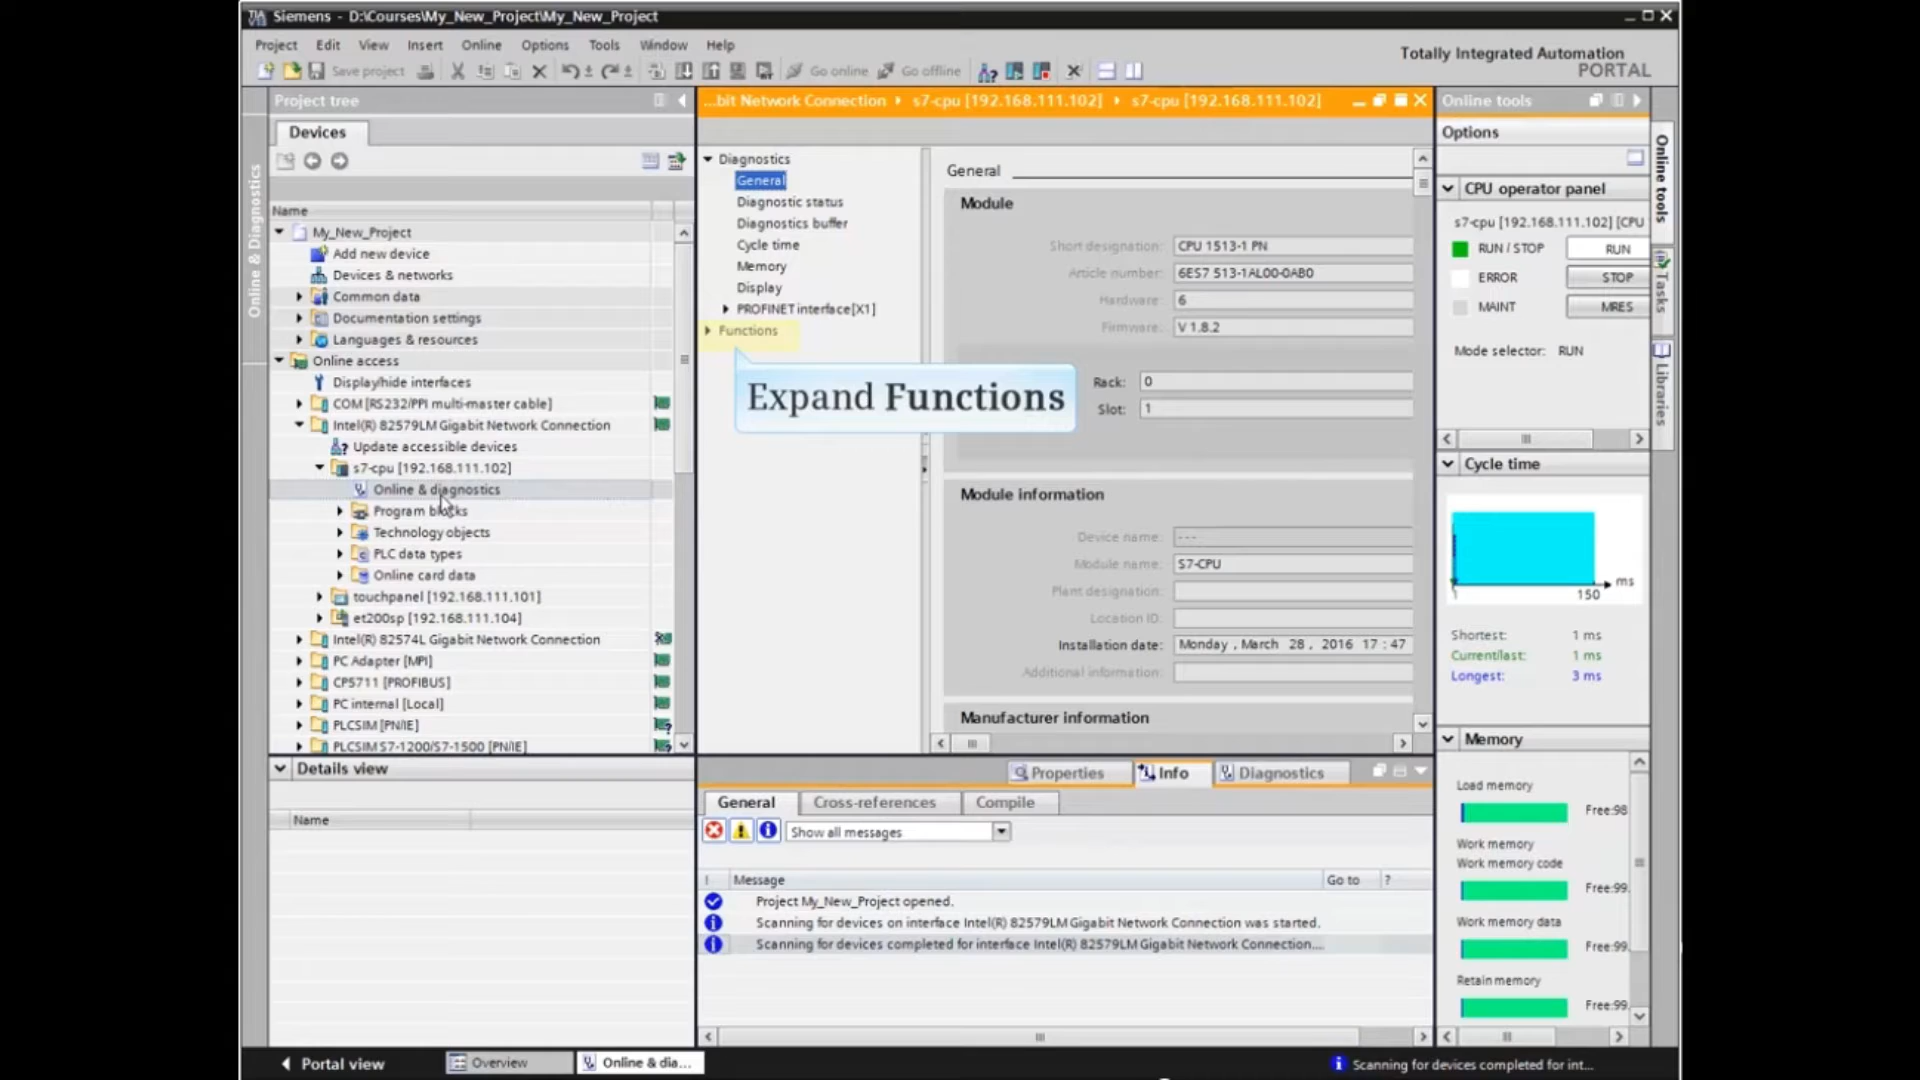 Siemens - D:\Courses\My_New_Project\My_New_Project
Project Edit View Insert Online Options Tools Window Help
Totally Integrated Automation
PORTAL
Save project
Go online
Go offline
Project tree
Devices
Online & Diagnostics
Name
My_New_Project
Add new device
Devices & networks
Common data
Documentation settings
Languages & resources
Online access
Display/hide interfaces
COM [RS232/PPI multi-master cable]
Intel(R) 82579LM Gigabit Network Connection
Update accessible devices
s7-cpu [192.168.111.102]
Online & diagnostics
Program blocks
Technology objects
PLC data types
Online card data
touchpanel [192.168.111.101]
et200sp [192.168.111.104]
Intel(R) 82574L Gigabit Network Connection
PC Adapter [MPI]
CP5711 [PROFIBUS]
PC internal [Local]
PLCSIM [PN/IE]
PLCSIM S7-1200/S7-1500 [PN/IE]
Details view
Name
...bit Network Connection s7-cpu [192.168.111.102] s7-cpu [192.168.111.102]
Diagnostics
General
Diagnostic status
Diagnostics buffer
Cycle time
Memory
Display
PROFINET interface [X1]
Functions
Expand Functions
General
Module
Short designation: CPU 1513-1 PN
Article number: 6ES7 513-1AL00-0AB0
Hardware: 6
Firmware: V 1.8.2
Rack: 0
Slot: 1
Module information
Device name: ---
Module name: S7-CPU
Plant designation:
Location ID:
Installation date: Monday , March 28 , 2016 17 : 47
Additional information:
Manufacturer information
Properties
Info
Diagnostics
General
Cross-references
Compile
Show all messages
! Message Go to ?
Project My_New_Project opened.
Scanning for devices on interface Intel(R) 82579LM Gigabit Network Connection was started.
Scanning for devices completed for interface Intel(R) 82579LM Gigabit Network Connection....
Online tools
Options
CPU operator panel
s7-cpu [192.168.111.102] [CPU
RUN / STOP RUN
ERROR STOP
MAINT MRES
Mode selector: RUN
Cycle time
ms
1 150
Shortest: 1 ms
Current/last: 1 ms
Longest: 3 ms
Memory
Load memory
Free:98
Work memory
Work memory code
Free:99.
Work memory data
Free:99.
Retain memory
Free:99.
Online tools
Tasks
Libraries
Portal view
Overview
Online & dia...
Scanning for devices completed for int...